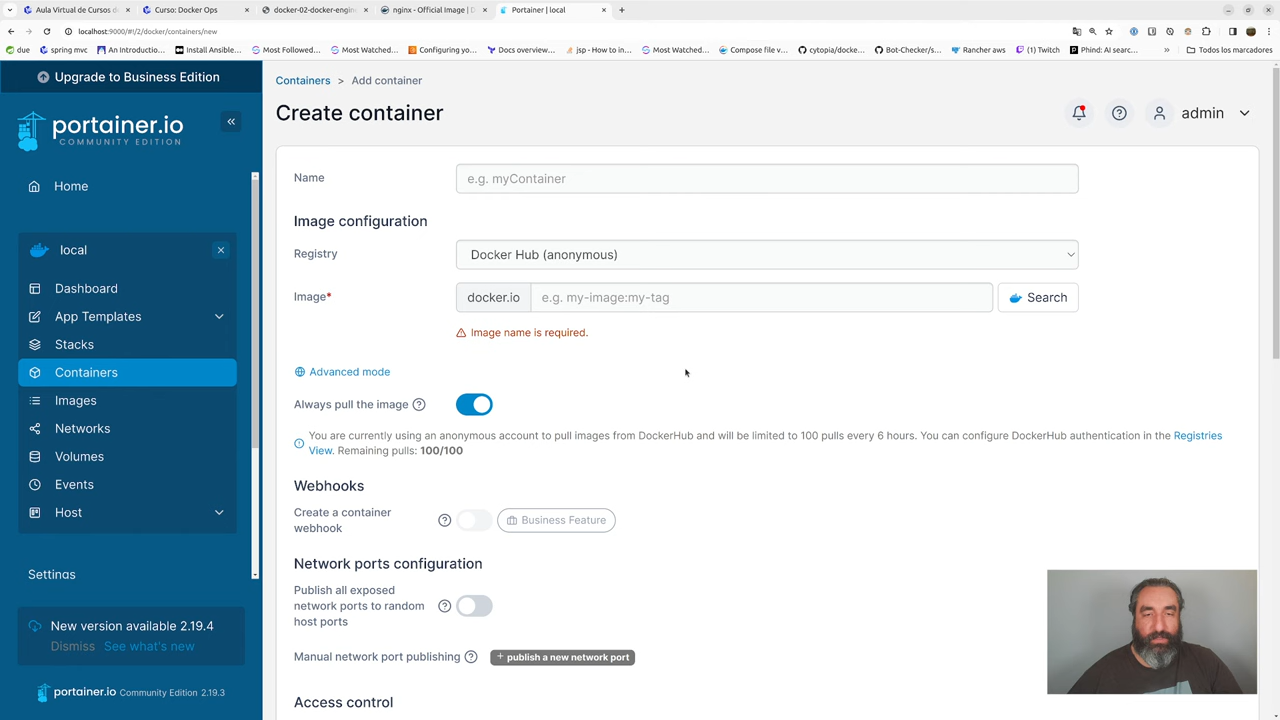 Aula Virtual de Cursos d
Curso: Docker Ops
docker-02-docker-engin
nginx - Official Image | D
Portainer | local
localhost:9000/#!/2/docker/containers/new
due
spring mvc
An Introduction...
Install Ansible...
Most Followed...
Most Watched...
Configuring yo...
Docs overview...
jsp - How to in...
Most Watched...
Compose file v...
cytopia/docke...
Bot-Checker/s...
Rancher aws
(1) Twitch
Phind: AI searc...
»
Todos los marcadores
Upgrade to Business Edition
portainer.io
COMMUNITY EDITION
«
Home
local
Dashboard
App Templates
Stacks
Containers
Images
Networks
Volumes
Events
Host
Settings
New version available 2.19.4
Dismiss See what's new
portainer.io Community Edition 2.19.3
Containers > Add container
Create container
admin
Name
e.g. myContainer
Image configuration
Registry
Docker Hub (anonymous)
Image*
docker.io
e.g. my-image:my-tag
Search
Image name is required.
Advanced mode
Always pull the image
You are currently using an anonymous account to pull images from DockerHub and will be limited to 100 pulls every 6 hours. You can configure DockerHub authentication in the Registries
View. Remaining pulls: 100/100
Webhooks
Create a container
webhook
Business Feature
Network ports configuration
Publish all exposed
network ports to random
host ports
Manual network port publishing
+ publish a new network port
Access control